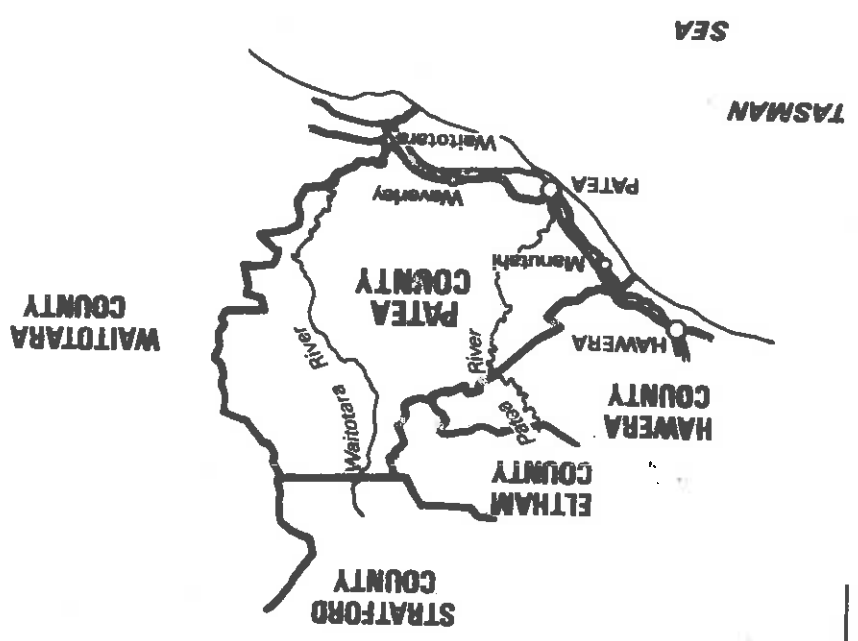 STRATFORD
COUNTY
ELTHAM
COUNTY
Waitotara River
Patea River
HAWERA
COUNTY
HAWERA
WAITOTARA
COUNTY
PATEA
COUNTY
Manutahi
Waverley
PATEA
Waitotara
TASMAN
SEA